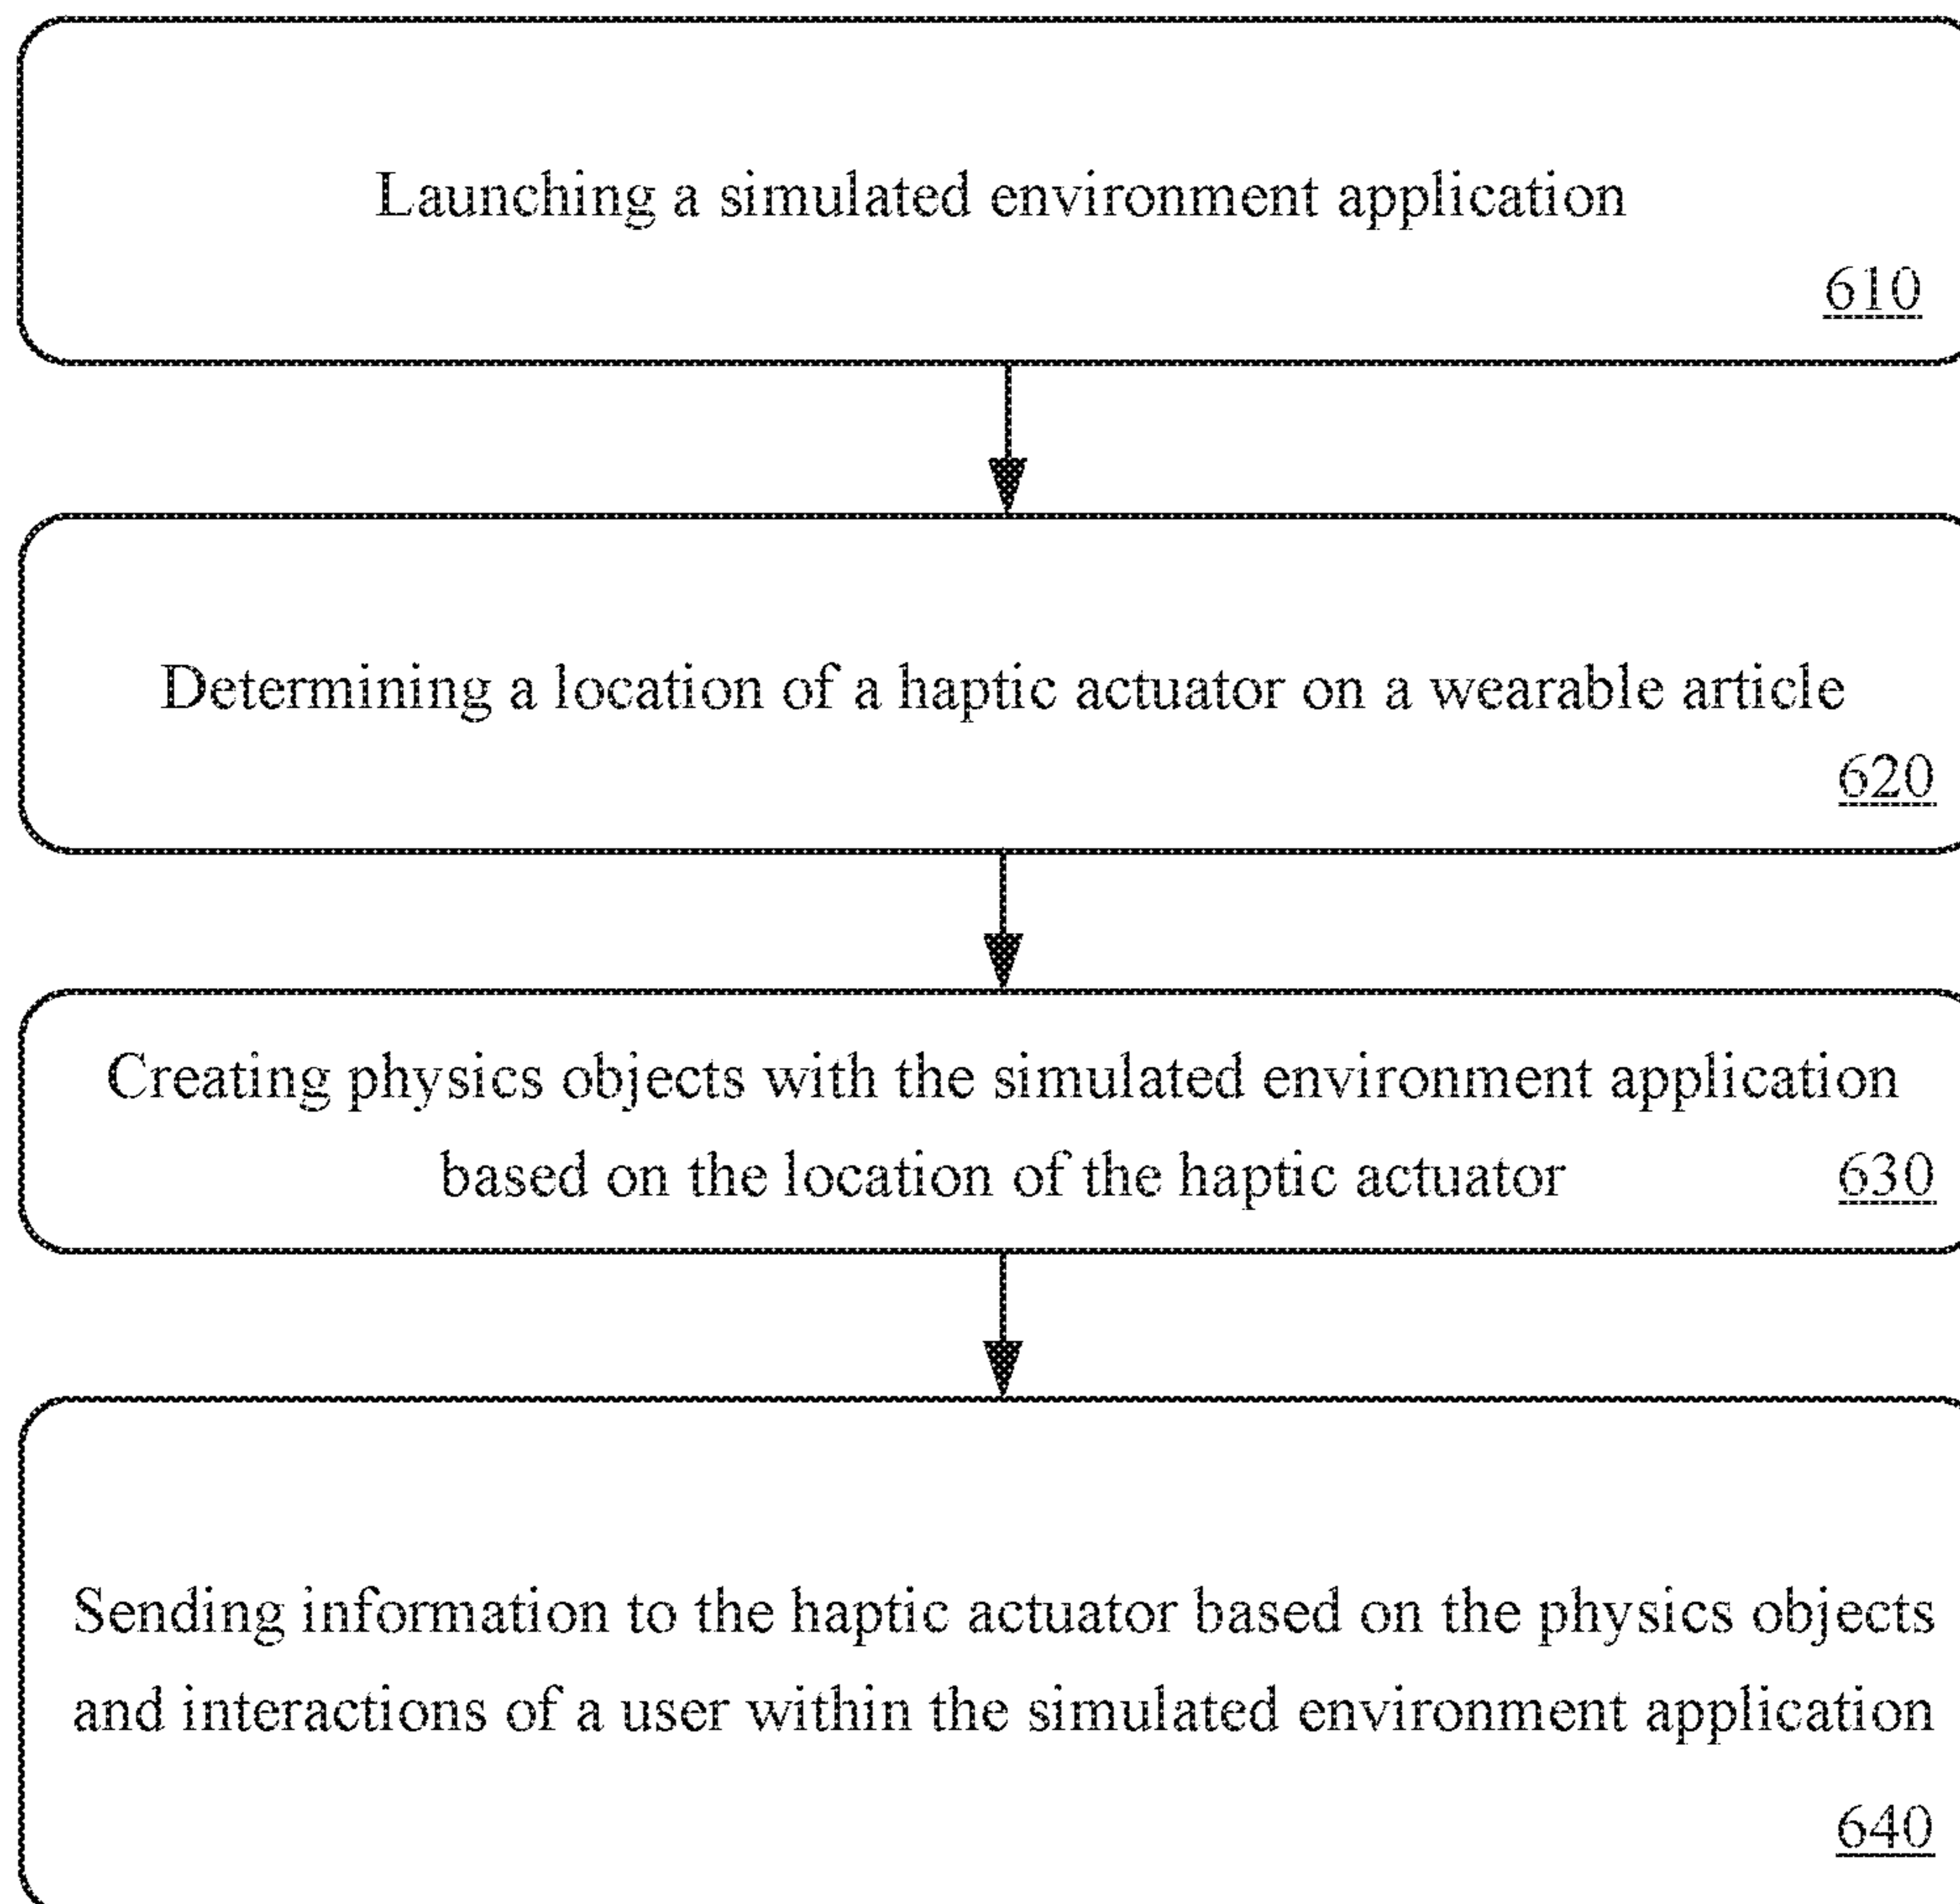 Launching a simulated environment application
610
Determining a location of a haptic actuator on a wearable article
620
Creating physics objects with the simulated environment application
based on the location of the haptic actuator 630
Sending information to the haptic actuator based on the physics objects
and interactions of a user within the simulated environment application
640